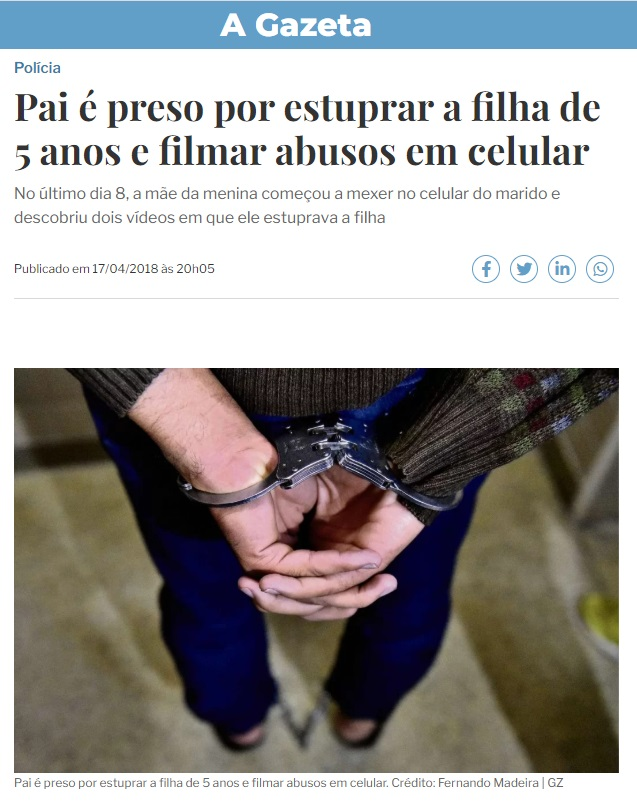 A Gazeta
Polícia
Pai é preso por estuprar a filha de
5 anos e filmar abusos em celular
No último dia 8, a mãe da menina começou a mexer no celular do marido e
descobriu dois vídeos em que ele estuprava a filha
Publicado em 17/04/2018 às 20h05
Pai é preso por estuprar a filha de 5 anos e filmar abusos em celular. Crédito: Fernando Madeira | GZ